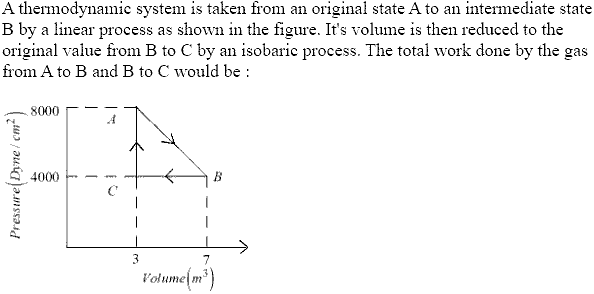 A thermodynamic system is taken from an original state A to an intermediate state
B by a linear process as shown in the figure. It's volume is then reduced to the
original value from B to C by an isobaric process. The total work done by the gas
from A to B and B to C would be :
8000
A
4000
B
C
Pressure(Dyne / cm²)
3
7
Volume(m³)